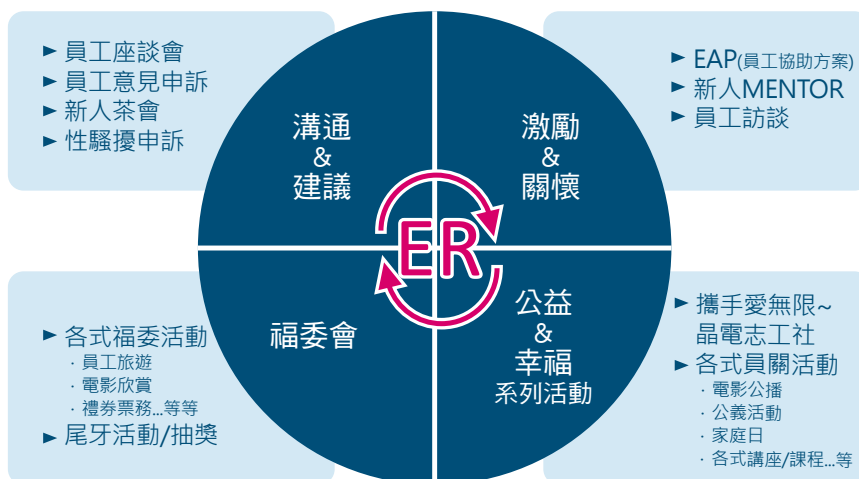 ► 員工座談會
► 員工意見申訴
► 新人茶會
► 性騷擾申訴
溝通
&
建議
激勵
&
關懷
► EAP(員工協助方案)
► 新人MENTOR
► 員工訪談
ER
► 各式福委活動
· 員工旅遊
· 電影欣賞
· 禮券票務...等等
► 尾牙活動/抽獎
福委會
公益
&
幸福
系列活動
► 攜手愛無限~
晶電志工社
► 各式員關活動
· 電影公播
· 公義活動
· 家庭日
· 各式講座/課程...等